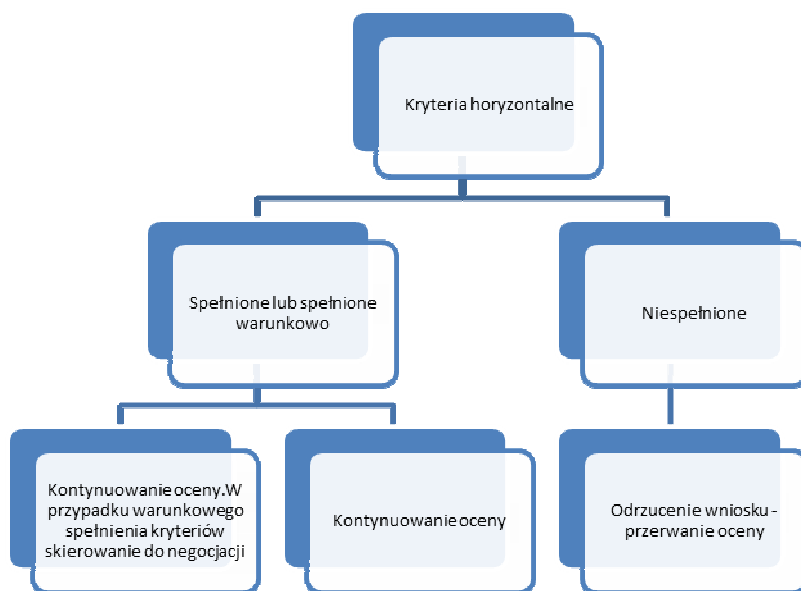 Kryteria horyzontalne
Spełnione lub spełnione
warunkowo
Niespełnione
Kontynuowanie oceny.W
przypadku warunkowego
spełnienia kryteriów
skierowanie do negocjacji
Kontynuowanie oceny
Odrzucenie wniosku -
przerwanie oceny